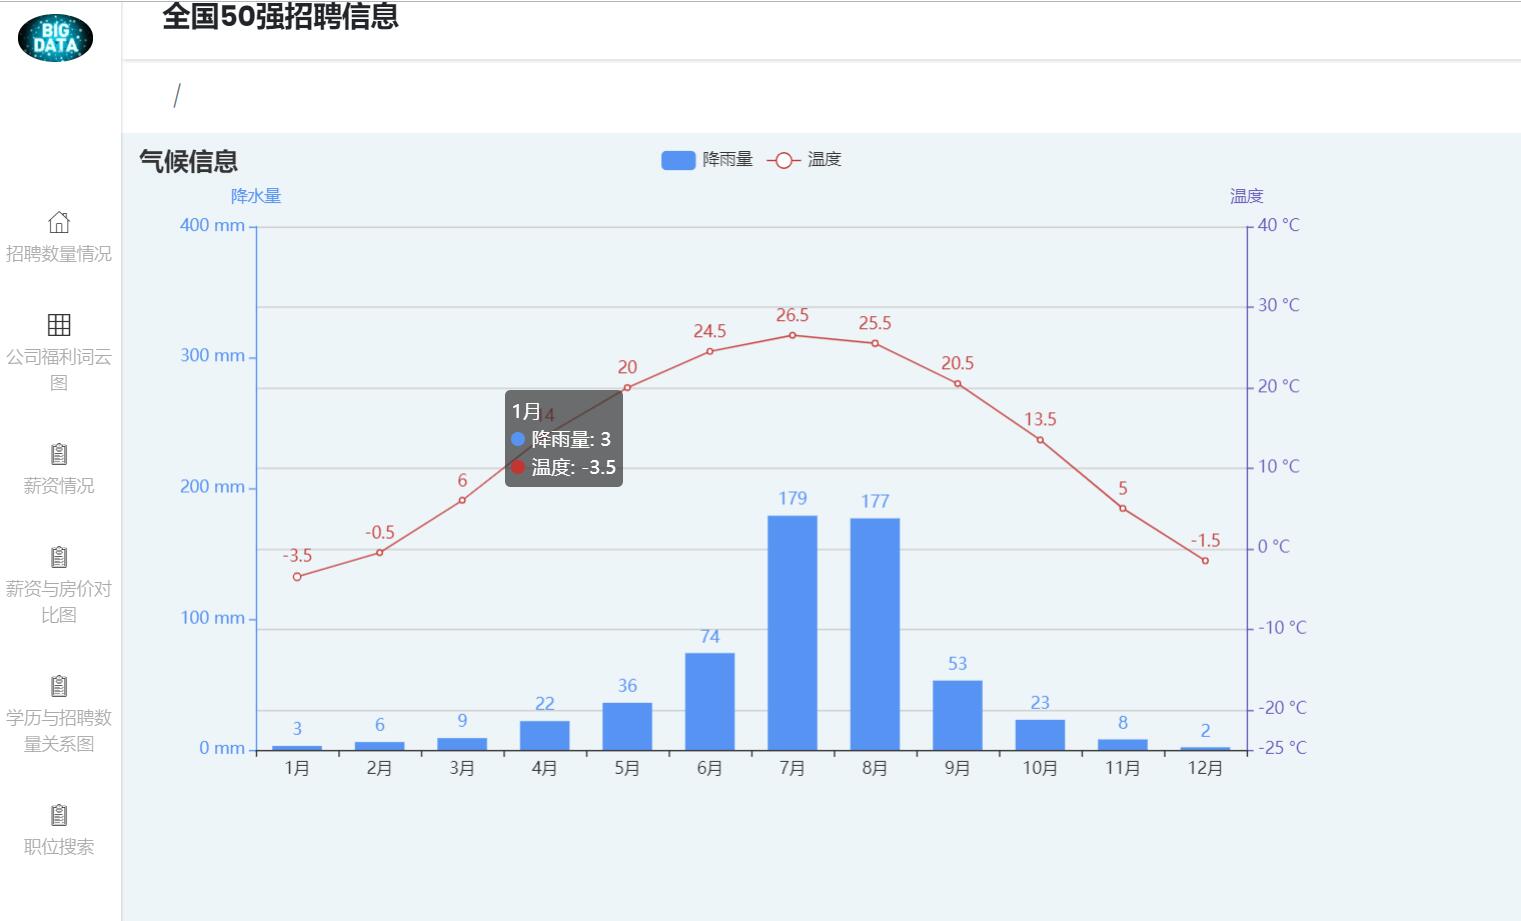 BIG
DATA
全国50强招聘信息
/
招聘数量情况
公司福利词云
图
薪资情况
薪资与房价对
比图
学历与招聘数
量关系图
职位搜索
气候信息
降雨量 温度
降水量 温度
400 mm 40 °C
30 °C
300 mm
20 °C
10 °C
200 mm
0 °C
100 mm
-10 °C
-20 °C
0 mm -25 °C
-3.5 -0.5 6 14 20 24.5 26.5 25.5 20.5 13.5 5 -1.5
1月
降雨量: 3
温度: -3.5
3 6 9 22 36 74 179 177 53 23 8 2
1月 2月 3月 4月 5月 6月 7月 8月 9月 10月 11月 12月